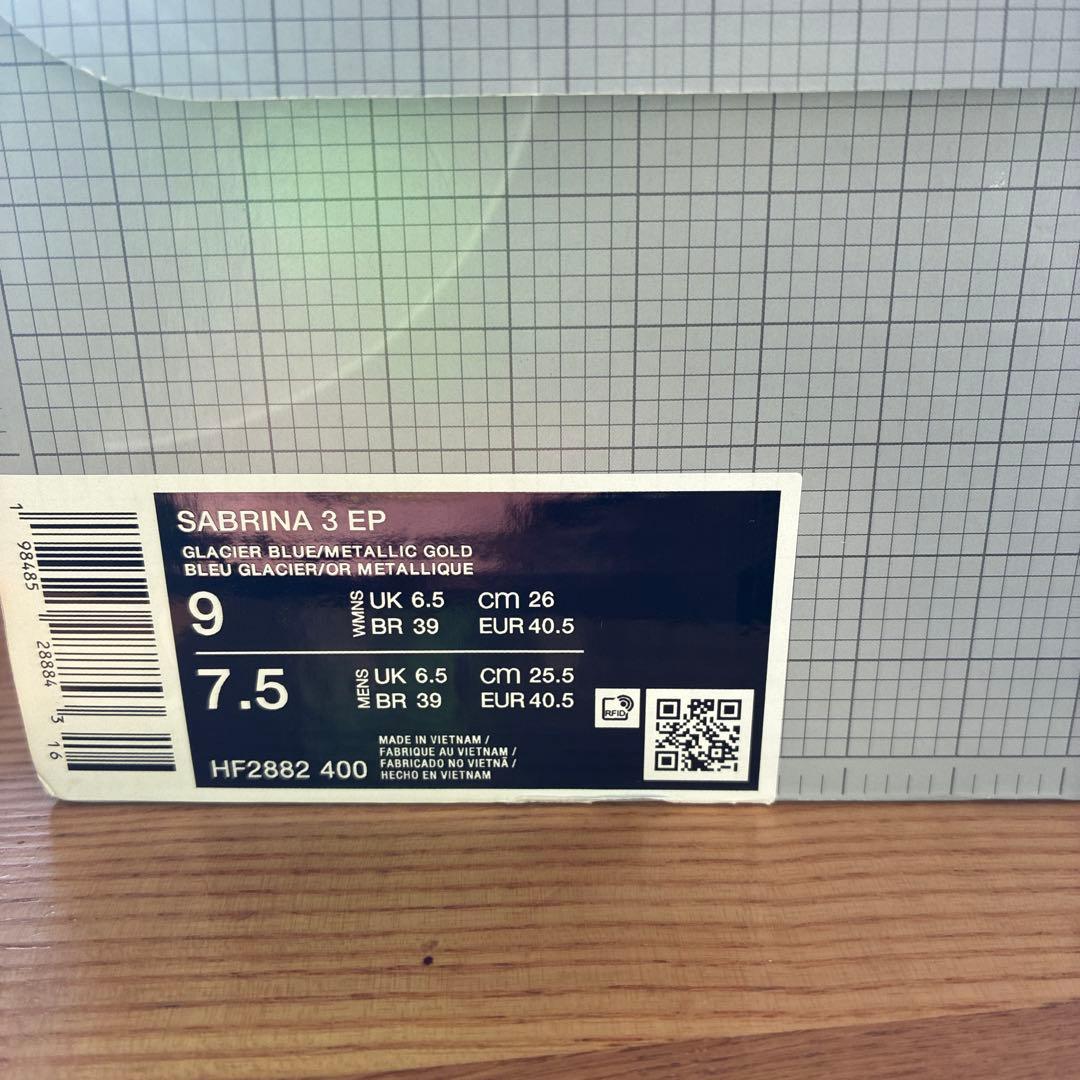 SABRINA 3 EP
GLACIER BLUE/METALLIC GOLD
BLEU GLACIER/OR METALLIQUE
9 WMNS UK 6.5 cm 26
BR 39 EUR 40.5
7.5 MENS UK 6.5 cm 25.5
BR 39 EUR 40.5
HF2882 400
MADE IN VIETNAM /
FABRIQUE AU VIETNAM /
FABRICADO NO VIETNÃ /
HECHO EN VIETNAM
RFID
1 98485 28884 3 16